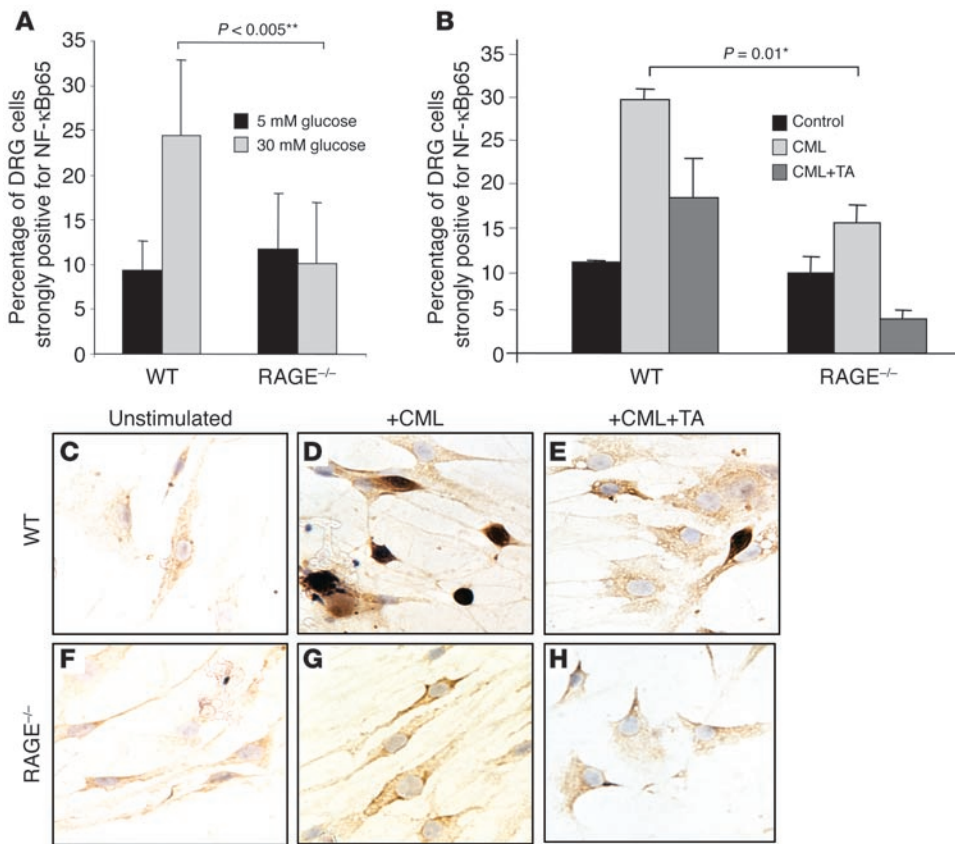 A
P < 0.005**
Percentage of DRG cells
strongly positive for NF-κBp65
35
30
25
20
15
10
5
0
5 mM glucose
30 mM glucose
WT
RAGE–/–
B
P = 0.01*
Percentage of DRG cells
strongly positive for NF-κBp65
35
30
25
20
15
10
5
0
Control
CML
CML+TA
WT
RAGE–/–
Unstimulated
+CML
+CML+TA
WT
C
D
E
RAGE–/–
F
G
H